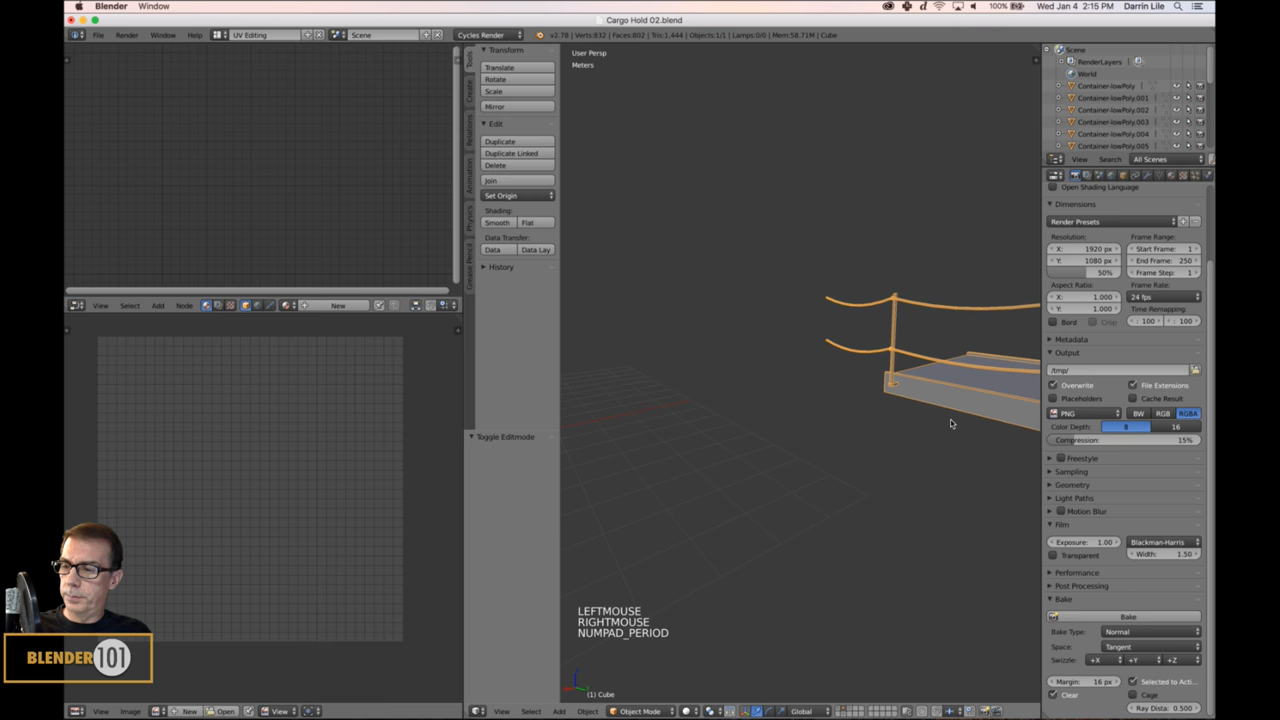 Blender Window 100% Wed Jan 4 2:15 PM Darrin Lile
Cargo Hold 02.blend
File Render Window Help UV Editing Scene Cycles Render v2.78 | Verts:832 | Faces:802 | Tris:1,444 | Objects:1/1 | Lamps:0/0 | Mem:58.71M | Cube
Tools
Create
Relations
Animation
Physics
Grease Pencil
Transform
Translate
Rotate
Scale
Mirror
Edit
Duplicate
Duplicate Linked
Delete
Join
Set Origin
Shading:
Smooth Flat
Data Transfer:
Data Data Lay
History
Toggle Editmode
User Persp
Meters
LEFTMOUSE
RIGHTMOUSE
NUMPAD_PERIOD
(1) Cube
View Select Add Object Object Mode Global
View Select Add Node New
View Image New Open View
BLENDER 101
Scene
RenderLayers
World
Container-lowPoly
Container-lowPoly.001
Container-lowPoly.002
Container-lowPoly.003
Container-lowPoly.004
Container-lowPoly.005
View Search All Scenes
Open Shading Language
Dimensions
Render Presets
Resolution: Frame Range:
X: 1920 px Start Frame: 1
Y: 1080 px End Frame: 250
50% Frame Step: 1
Aspect Ratio: Frame Rate:
X: 1.000 24 fps
Y: 1.000 Time Remapping:
Bord Crop : 100 : 100
Metadata
Output
/tmp/
Overwrite File Extensions
Placeholders Cache Result
PNG BW RGB RGBA
Color Depth: 8 16
Compression: 15%
Freestyle
Sampling
Geometry
Light Paths
Motion Blur
Film
Exposure: 1.00 Blackman-Harris
Transparent Width: 1.50
Performance
Post Processing
Bake
Bake
Bake Type: Normal
Space: Tangent
Swizzle: +X +Y +Z
Margin: 16 px Selected to Acti...
Clear Cage
Ray Dista: 0.500